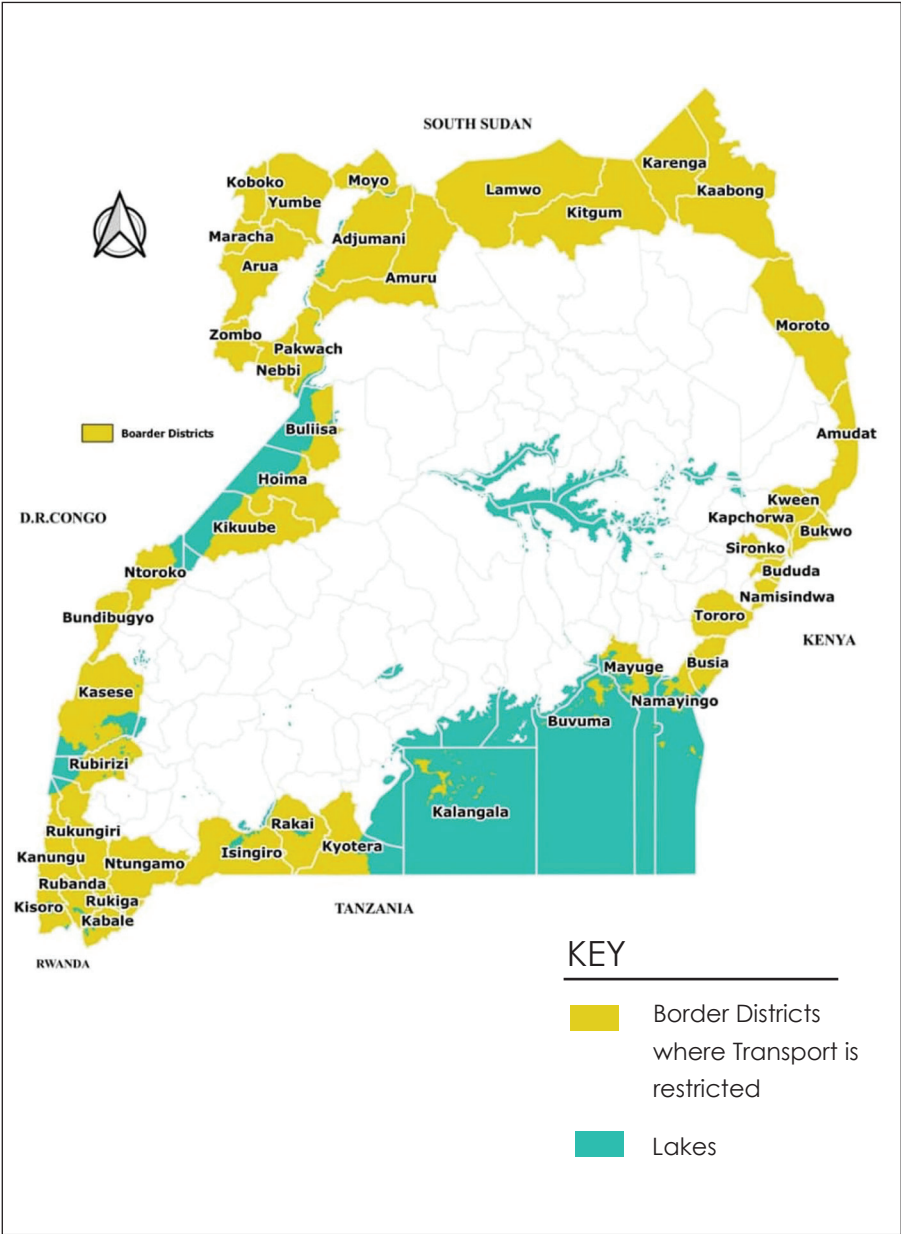 SOUTH SUDAN
Karenga
Kaabong
Koboko
Moyo
Yumbe
Lamwo
Kitgum
Maracha
Adjumani
Arua
Amuru
Moroto
Zombo
Pakwach
Nebbi
Buliisa
Boarder Districts
Amudat
Hoima
Kween
D.R.CONGO
Kapchorwa
Kikuube
Bukwo
Sironko
Ntoroko
Bududa
Namisindwa
Bundibugyo
Tororo
KENYA
Busia
Mayuge
Kasese
Namayingo
Buvuma
Rubirizi
Kalangala
Rakai
Rukungiri
Kyotera
Isingiro
Kanungu
Ntungamo
Rubanda
Rukiga
Kisoro
Kabale
TANZANIA
RWANDA
KEY
Border Districts
where Transport is
restricted
Lakes